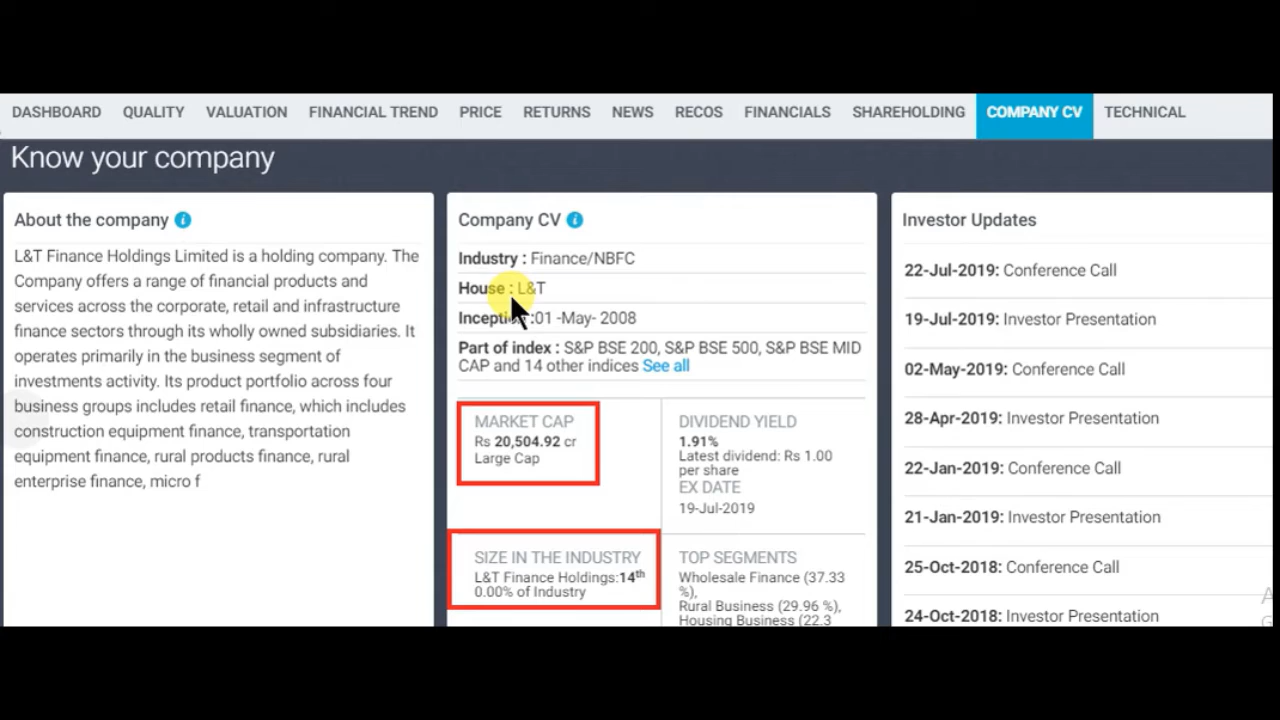 DASHBOARD QUALITY VALUATION FINANCIAL TREND PRICE RETURNS NEWS RECOS FINANCIALS SHAREHOLDING COMPANY CV TECHNICAL
Know your company
About the company
L&T Finance Holdings Limited is a holding company. The
Company offers a range of financial products and
services across the corporate, retail and infrastructure
finance sectors through its wholly owned subsidiaries. It
operates primarily in the business segment of
investments activity. Its product portfolio across four
business groups includes retail finance, which includes
construction equipment finance, transportation
equipment finance, rural products finance, rural
enterprise finance, micro f
Company CV
Industry : Finance/NBFC
House : L&T
Inception :01 -May- 2008
Part of index : S&P BSE 200, S&P BSE 500, S&P BSE MID
CAP and 14 other indices See all
MARKET CAP
Rs 20,504.92 cr
Large Cap
DIVIDEND YIELD
1.91%
Latest dividend: Rs 1.00
per share
EX DATE
19-Jul-2019
SIZE IN THE INDUSTRY
L&T Finance Holdings:14th
0.00% of Industry
TOP SEGMENTS
Wholesale Finance (37.33
%),
Rural Business (29.96 %),
Housing Business (22.3
Investor Updates
22-Jul-2019: Conference Call
19-Jul-2019: Investor Presentation
02-May-2019: Conference Call
28-Apr-2019: Investor Presentation
22-Jan-2019: Conference Call
21-Jan-2019: Investor Presentation
25-Oct-2018: Conference Call
24-Oct-2018: Investor Presentation